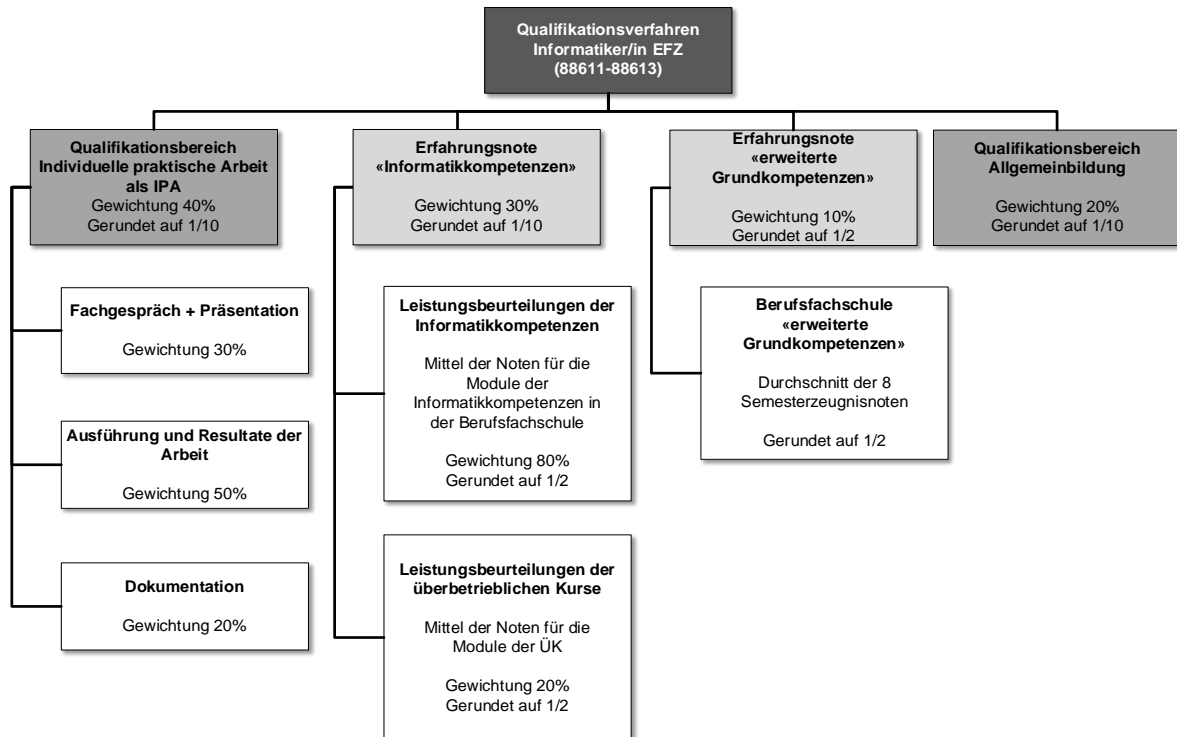 Qualifikationsverfahren
Informatiker/in EFZ
(88611-88613)
Qualifikationsbereich
Individuelle praktische Arbeit
als IPA
Gewichtung 40%
Gerundet auf 1/10
Fachgespräch + Präsentation
Gewichtung 30%
Ausführung und Resultate der
Arbeit
Gewichtung 50%
Dokumentation
Gewichtung 20%
Erfahrungsnote
«Informatikkompetenzen»
Gewichtung 30%
Gerundet auf 1/10
Leistungsbeurteilungen der
Informatikkompetenzen
Mittel der Noten für die
Module der
Informatikkompetenzen in
der Berufsfachschule
Gewichtung 80%
Gerundet auf 1/2
Leistungsbeurteilungen der
überbetrieblichen Kurse
Mittel der Noten für die
Module der ÜK
Gewichtung 20%
Gerundet auf 1/2
Erfahrungsnote
«erweiterte
Grundkompetenzen»
Gewichtung 10%
Gerundet auf 1/2
Berufsfachschule
«erweiterte
Grundkompetenzen»
Durchschnitt der 8
Semesterzeugnisnoten
Gerundet auf 1/2
Qualifikationsbereich
Allgemeinbildung
Gewichtung 20%
Gerundet auf 1/10